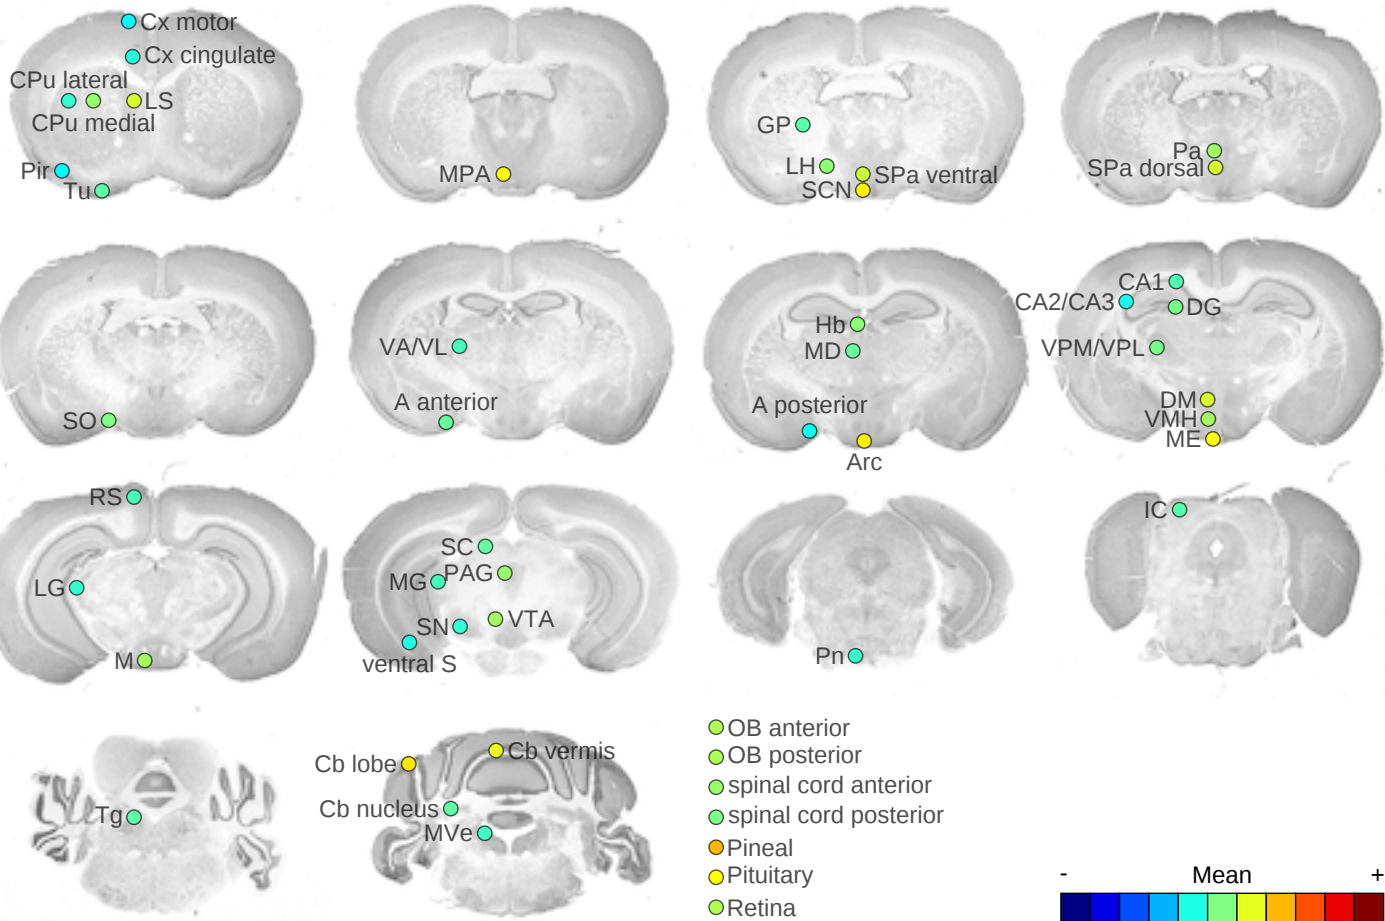 Cx motor
Cx cingulate
CPu lateral
LS
CPu medial
Pir
Tu
MPA
GP
LH
SPa ventral
SCN
Pa
SPa dorsal
SO
VA/VL
A anterior
Hb
MD
A posterior
Arc
CA1
CA2/CA3
DG
VPM/VPL
DM
VMH
ME
RS
LG
M
SC
PAG
MG
VTA
SN
ventral S
Pn
IC
Tg
Cb lobe
Cb vermis
Cb nucleus
MVe
OB anterior
OB posterior
spinal cord anterior
spinal cord posterior
Pineal
Pituitary
Retina
- Mean +